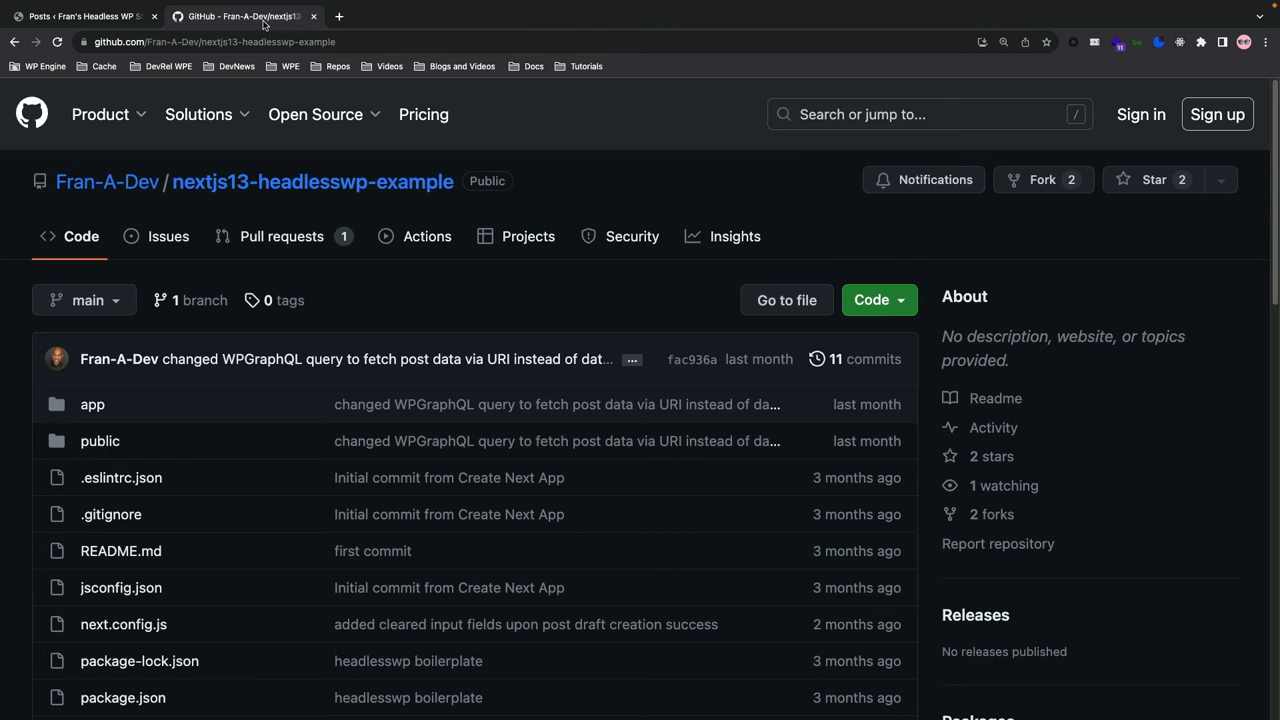 Posts ‹ Fran's Headless WP S
GitHub - Fran-A-Dev/nextjs13-
github.com/Fran-A-Dev/nextjs13-headlesswp-example
11
WP Engine
Cache
DevRel WPE
DevNews
WPE
Repos
Videos
Blogs and Videos
Docs
Tutorials
Product
Solutions
Open Source
Pricing
Search or jump to...
/
Sign in
Sign up
Fran-A-Dev / nextjs13-headlesswp-example
Public
Notifications
Fork 2
Star 2
Code
Issues
Pull requests 1
Actions
Projects
Security
Insights
main
1 branch
0 tags
Go to file
Code
Fran-A-Dev changed WPGraphQL query to fetch post data via URI instead of dat... ... fac936a last month 11 commits
app changed WPGraphQL query to fetch post data via URI instead of da... last month
public changed WPGraphQL query to fetch post data via URI instead of da... last month
.eslintrc.json Initial commit from Create Next App 3 months ago
.gitignore Initial commit from Create Next App 3 months ago
README.md first commit 3 months ago
jsconfig.json Initial commit from Create Next App 3 months ago
next.config.js added cleared input fields upon post draft creation success 2 months ago
package-lock.json headlesswp boilerplate 3 months ago
package.json headlesswp boilerplate 3 months ago
About
No description, website, or topics
provided.
Readme
Activity
2 stars
1 watching
2 forks
Report repository
Releases
No releases published